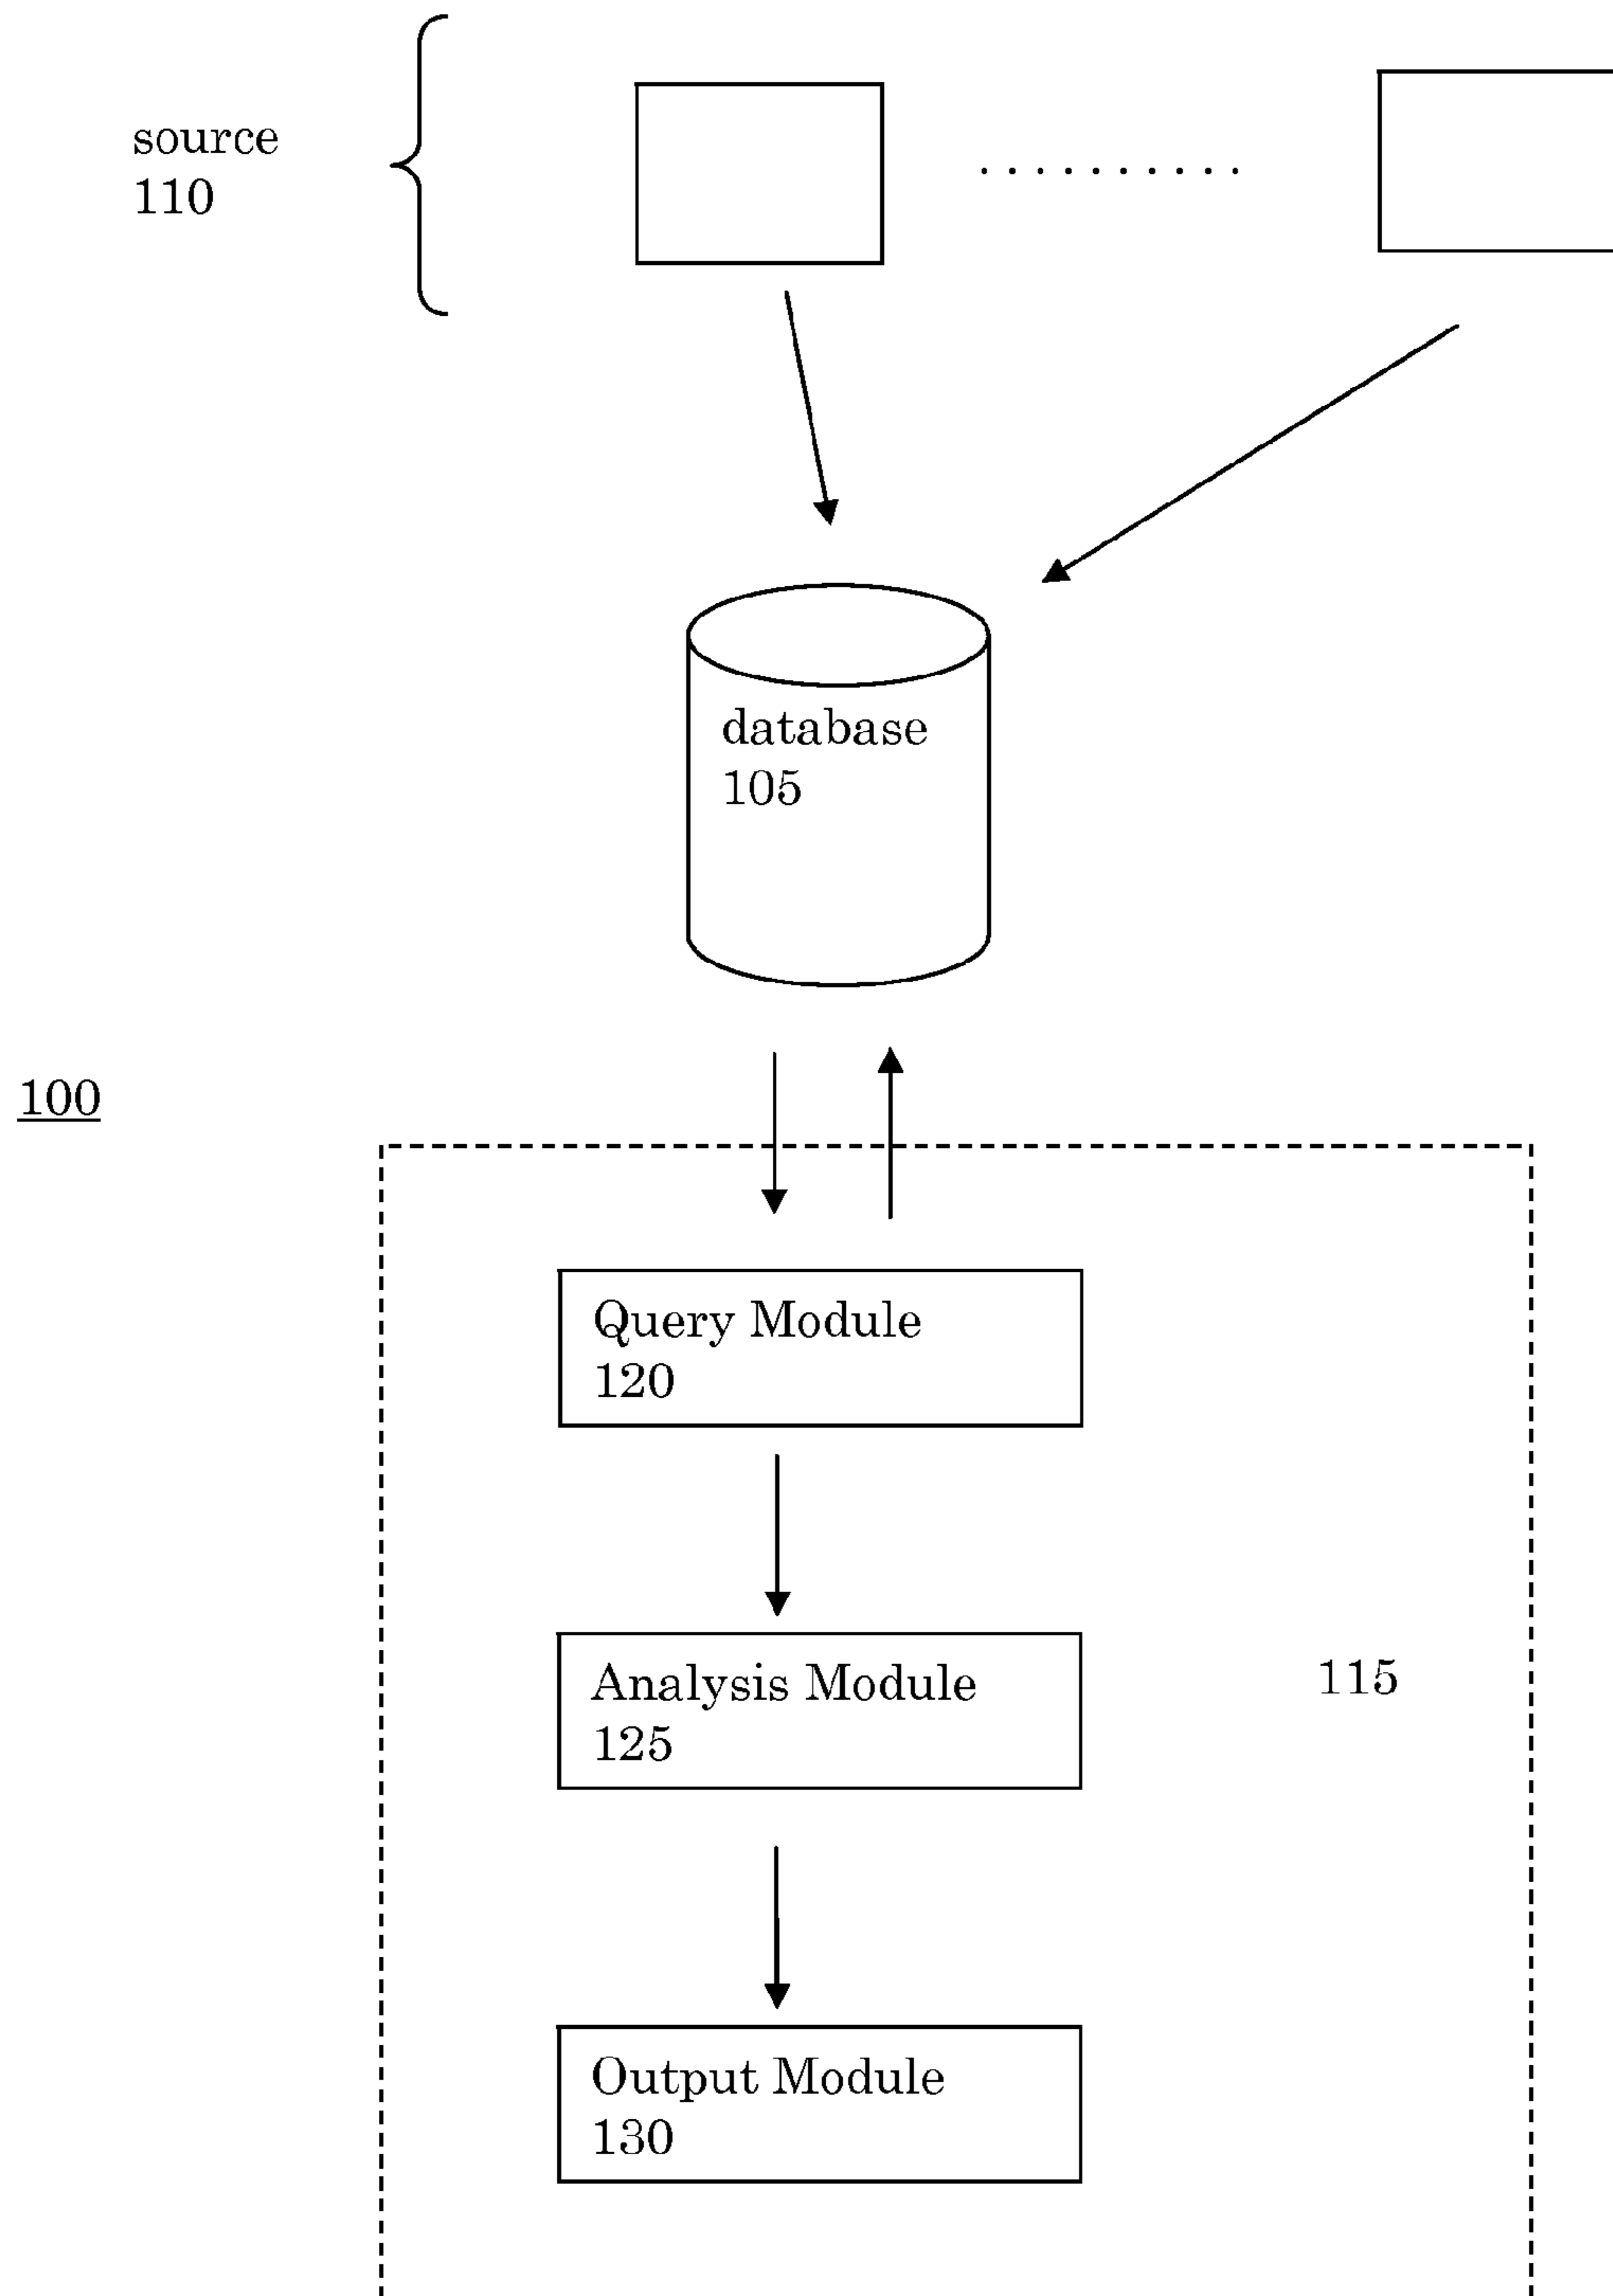 source
110
database
105
100
Query Module
120
Analysis Module
125
115
Output Module
130